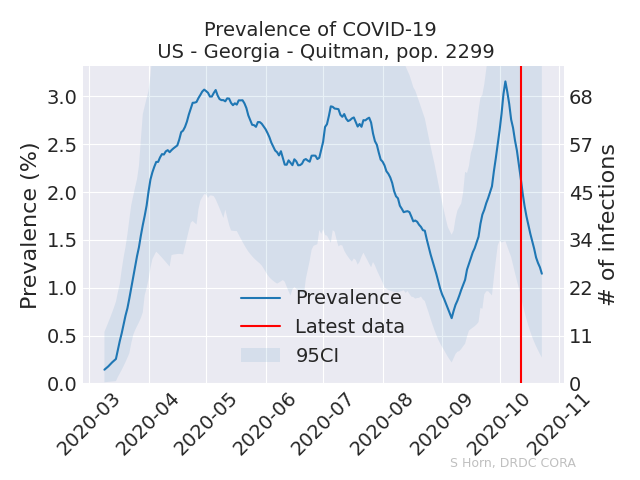 Prevalence of COVID-19
US - Georgia - Quitman, pop. 2299
Prevalence (%)
3.0
2.5
2.0
1.5
1.0
0.5
0.0
68
57
45
34
22
11
0
# of infections
Prevalence
Latest data
95CI
2020-03
2020-04
2020-05
2020-06
2020-07
2020-08
2020-09
2020-10
2020-11
S Horn, DRDC CORA